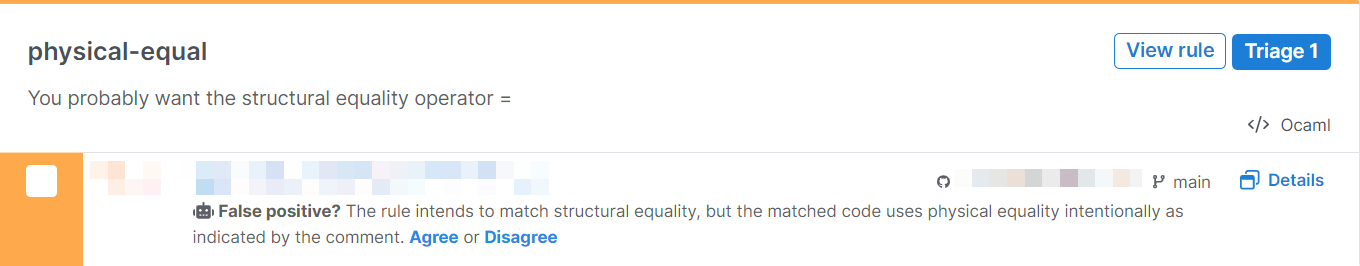 physical-equal
View rule
Triage 1
You probably want the structural equality operator =
</> Ocaml
main
Details
False positive? The rule intends to match structural equality, but the matched code uses physical equality intentionally as
indicated by the comment. Agree or Disagree